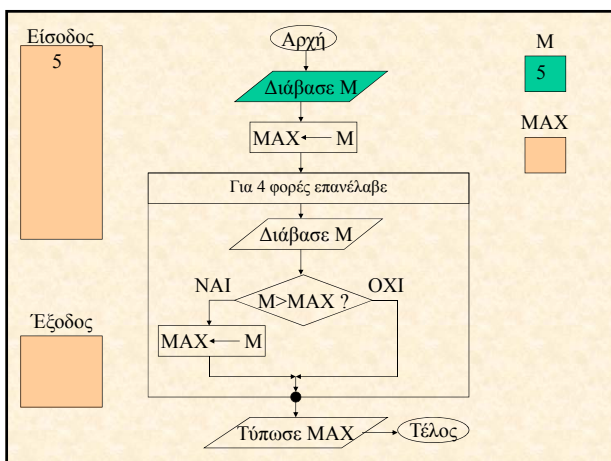 Είσοδος
5
Αρχή
Διάβασε Μ
ΜΑΧ ← Μ
Για 4 φορές επανέλαβε
Διάβασε Μ
ΝΑΙ
Μ>ΜΑΧ ?
ΟΧΙ
ΜΑΧ ← Μ
Τύπωσε ΜΑΧ
Τέλος
Έξοδος
Μ
5
ΜΑΧ